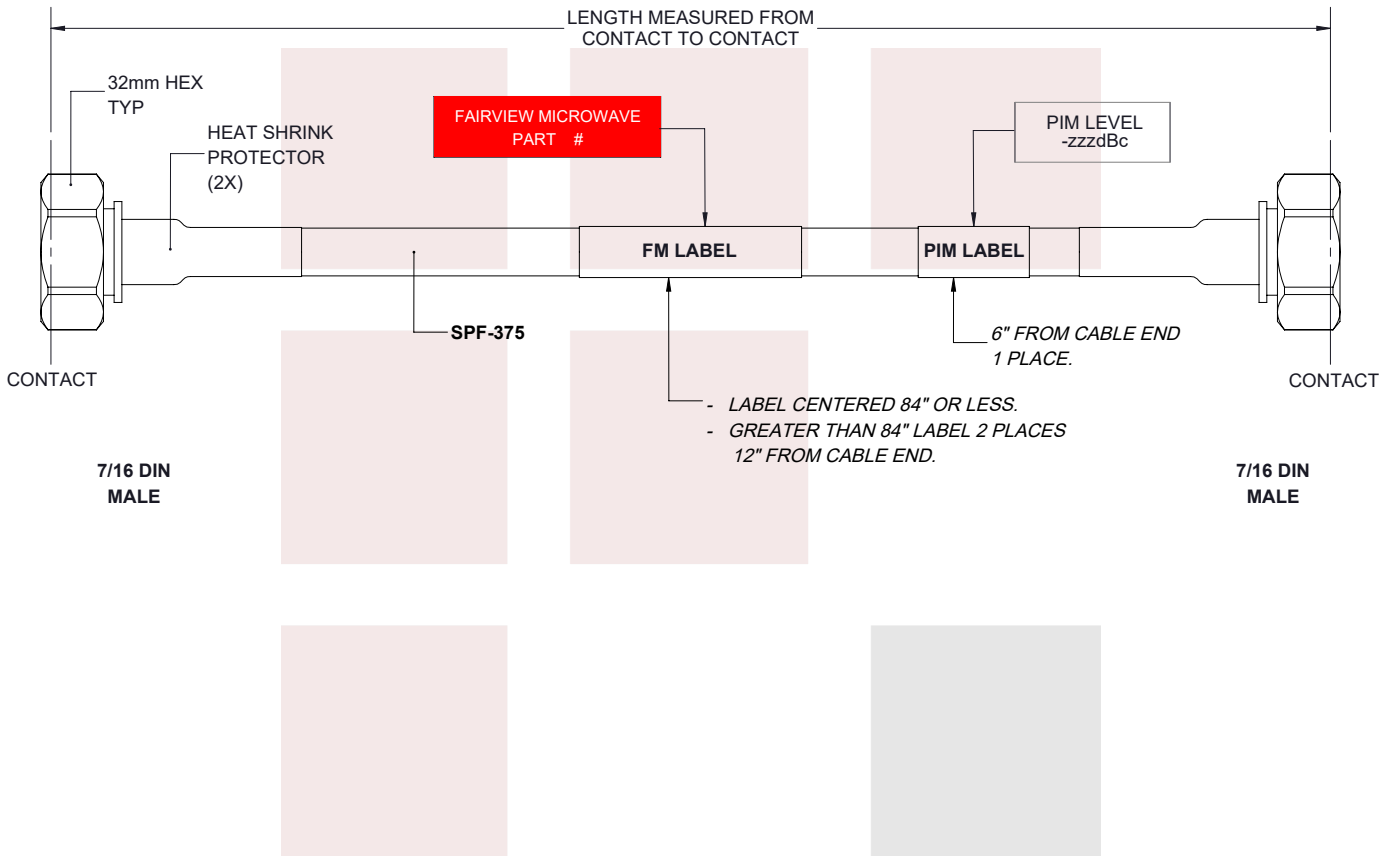 LENGTH MEASURED FROM
CONTACT TO CONTACT
32mm HEX
TYP
HEAT SHRINK
PROTECTOR
(2X)
FAIRVIEW MICROWAVE
PART #
PIM LEVEL
-zzzdBc
FM LABEL
PIM LABEL
SPF-375
6" FROM CABLE END
1 PLACE.
CONTACT
CONTACT
- LABEL CENTERED 84" OR LESS.
- GREATER THAN 84" LABEL 2 PLACES
12" FROM CABLE END.
7/16 DIN
MALE
7/16 DIN
MALE